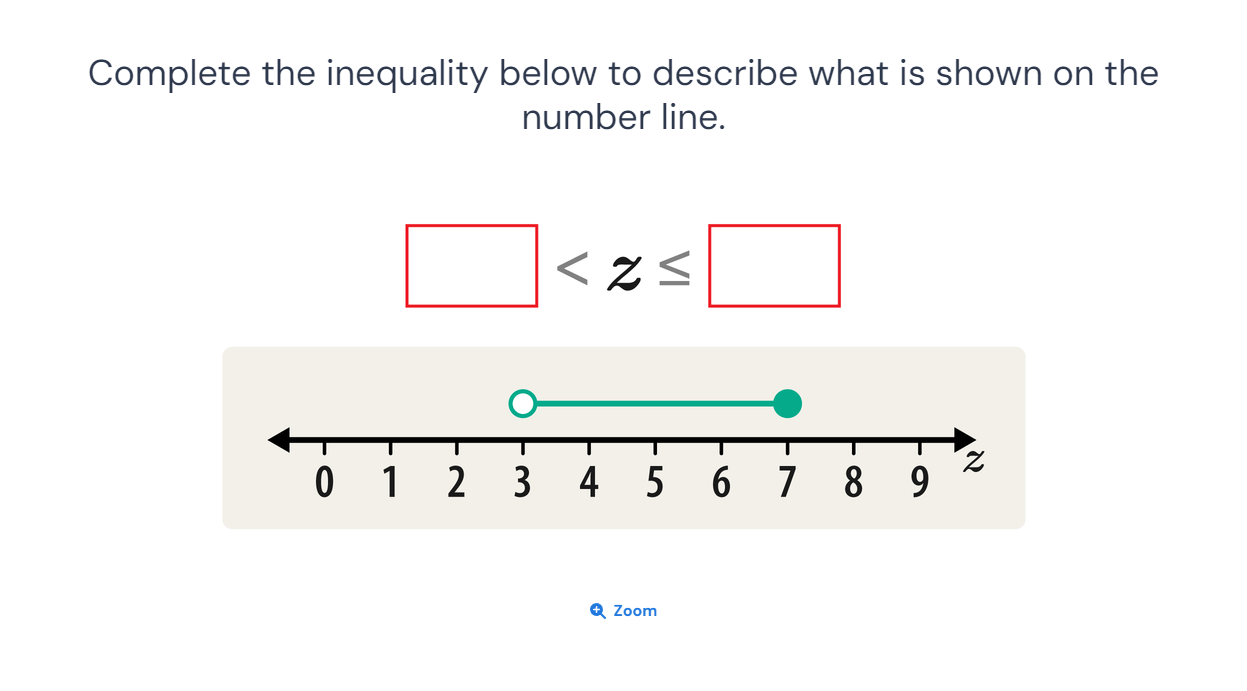 Complete the inequality below to describe what is shown on the
number line.
< z ≤
0 1 2 3 4 5 6 7 8 9 z
Zoom